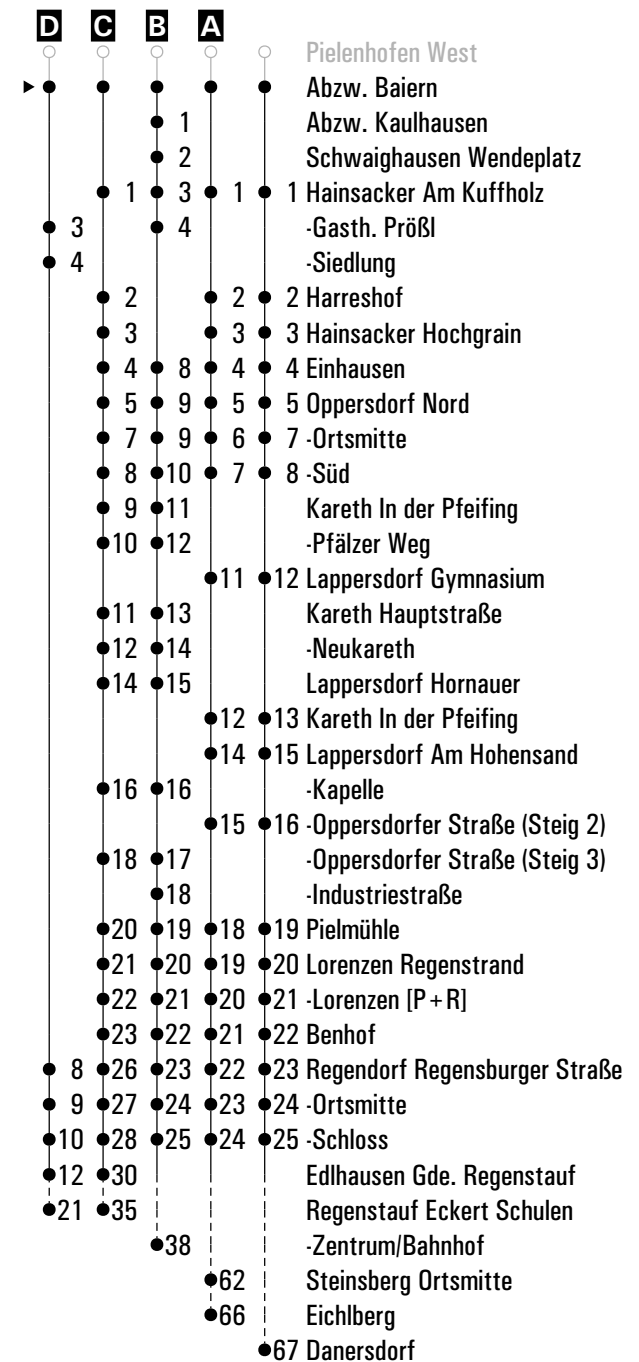 D C B A
Pielenhofen West
Abzw. Baiern
1 Abzw. Kaulhausen
2 Schwaighausen Wendeplatz
1 3 1 1 Hainsacker Am Kuffholz
3 4 -Gasth. Prößl
4 -Siedlung
2 2 2 Harreshof
3 3 3 Hainsacker Hochgrain
4 8 4 4 Einhausen
5 9 5 5 Oppersdorf Nord
7 9 6 7 -Ortsmitte
8 10 7 8 -Süd
9 11 Kareth In der Pfeifing
10 12 -Pfälzer Weg
11 12 Lappersdorf Gymnasium
11 13 Kareth Hauptstraße
12 14 -Neukareth
14 15 Lappersdorf Hornauer
12 13 Kareth In der Pfeifing
14 15 Lappersdorf Am Hohensand
16 16 -Kapelle
15 16 -Oppersdorfer Straße (Steig 2)
18 17 -Oppersdorfer Straße (Steig 3)
18 -Industriestraße
20 19 18 19 Pielmühle
21 20 19 20 Lorenzen Regenstrand
22 21 20 21 -Lorenzen [P+R]
23 22 21 22 Benhof
8 26 23 22 23 Regendorf Regensburger Straße
9 27 24 23 24 -Ortsmitte
10 28 25 24 25 -Schloss
12 30 Edlhausen Gde. Regenstauf
21 35 Regenstauf Eckert Schulen
38 -Zentrum/Bahnhof
62 Steinsberg Ortsmitte
66 Eichlberg
67 Danersdorf